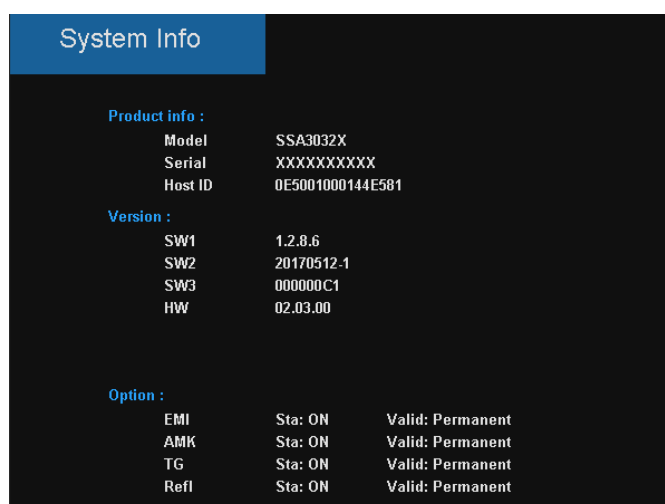 System Info
Product info :
Model SSA3032X
Serial XXXXXXXXXX
Host ID 0E5001000144E581
Version :
SW1 1.2.8.6
SW2 20170512-1
SW3 000000C1
HW 02.03.00
Option :
EMI Sta: ON Valid: Permanent
AMK Sta: ON Valid: Permanent
TG Sta: ON Valid: Permanent
Refl Sta: ON Valid: Permanent